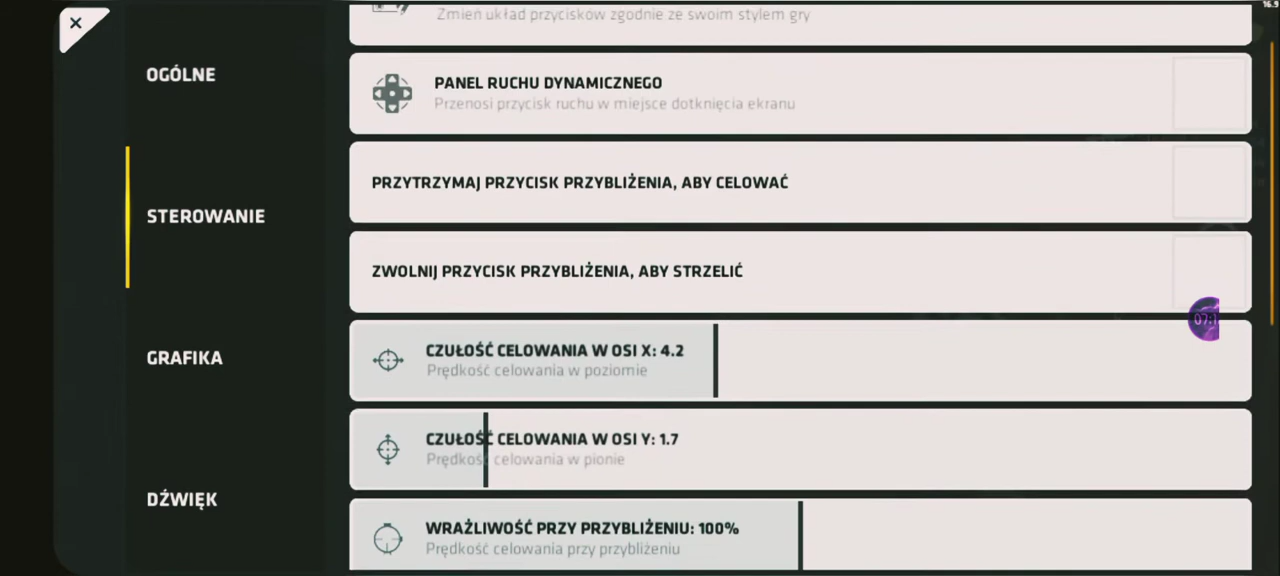 16.9
×
Zmień układ przycisków zgodnie ze swoim stylem gry
OGÓLNE
PANEL RUCHU DYNAMICZNEGO
Przenosi przycisk ruchu w miejsce dotknięcia ekranu
PRZYTRZYMAJ PRZYCISK PRZYBLIŻENIA, ABY CELOWAĆ
STEROWANIE
ZWOLNIJ PRZYCISK PRZYBLIŻENIA, ABY STRZELIĆ
GRAFIKA
CZUŁOŚĆ CELOWANIA W OSI X: 4.2
Prędkość celowania w poziomie
CZUŁOŚĆ CELOWANIA W OSI Y: 1.7
Prędkość celowania w pionie
DŹWIĘK
WRAŻLIWOŚĆ PRZY PRZYBLIŻENIU: 100%
Prędkość celowania przy przybliżeniu